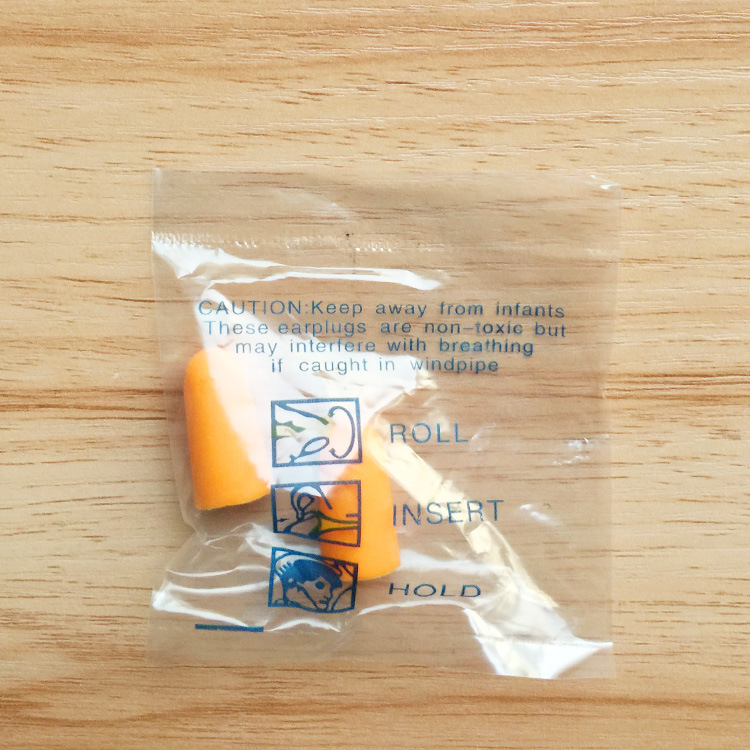 CAUTION:Keep away from infants
These earplugs are non-toxic but
may interfere with breathing
if caught in windpipe
ROLL
INSERT
HOLD